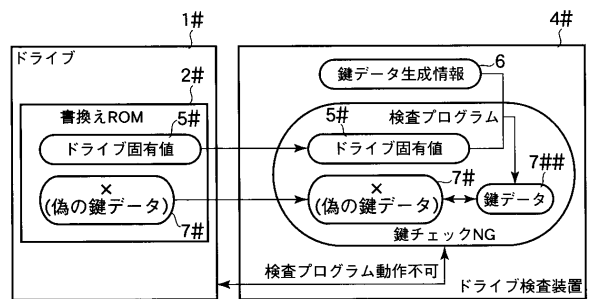 1#
4#
ドライブ
2#
書換えROM
5#
ドライブ固有値
×
(偽の鍵データ)
7#
鍵データ生成情報
6
5#
検査プログラム
ドライブ固有値
7#
7##
×
(偽の鍵データ)
鍵データ
鍵チェックNG
検査プログラム動作不可
ドライブ検査装置